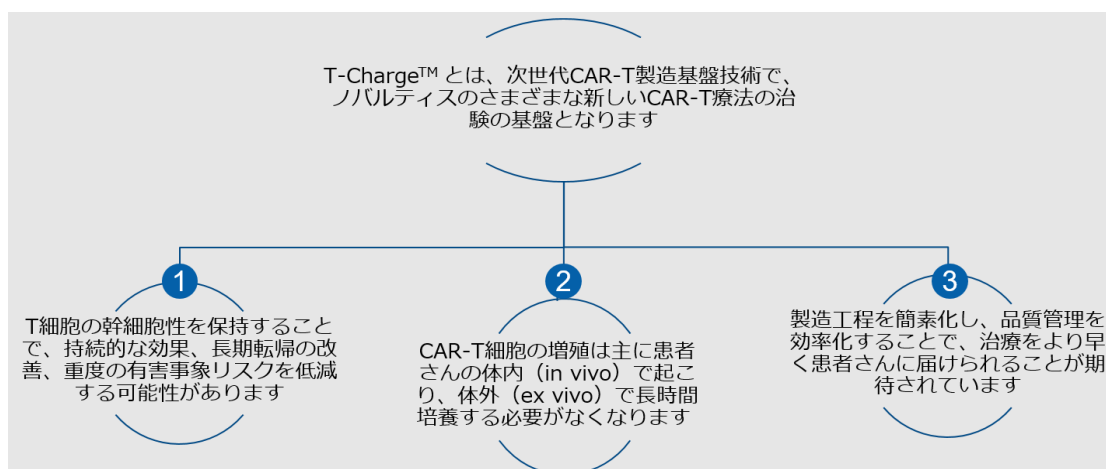 T-Charge™ とは、次世代CAR-T製造基盤技術で、
ノバルティスのさまざまな新しいCAR-T療法の治
験の基盤となります
1
T細胞の幹細胞性を保持すること
で、持続的な効果、長期転帰の改
善、重度の有害事象リスクを低減
する可能性があります
2
CAR-T細胞の増殖は主に患者
さんの体内（in vivo）で起こ
り、体外（ex vivo）で長時間
培養する必要がなくなります
3
製造工程を簡素化し、品質管理を
効率化することで、治療をより早
く患者さんに届けられることが期
待されています